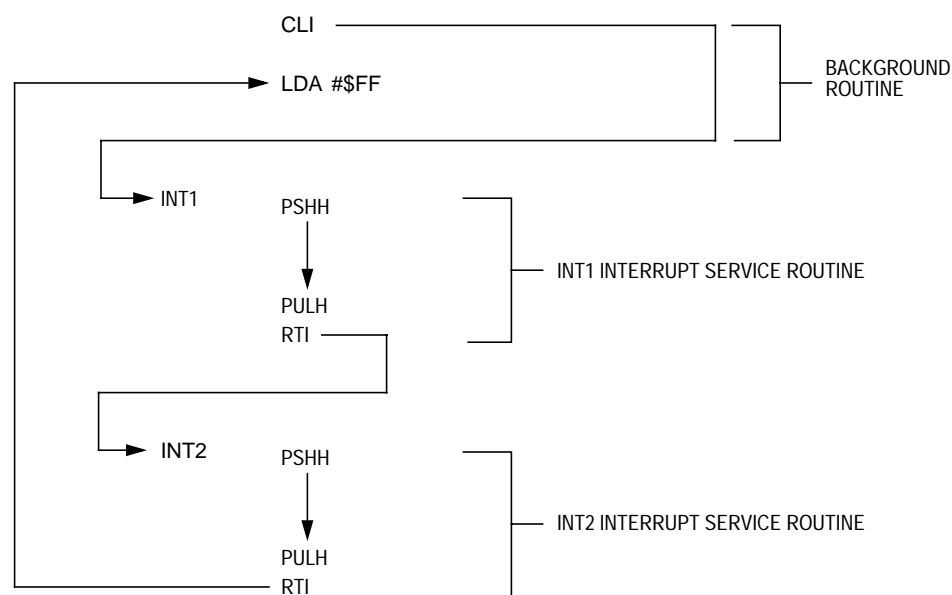 CLI
LDA #$FF
BACKGROUND
ROUTINE
INT1
PSHH
INT1 INTERRUPT SERVICE ROUTINE
PULH
RTI
INT2
PSHH
INT2 INTERRUPT SERVICE ROUTINE
PULH
RTI